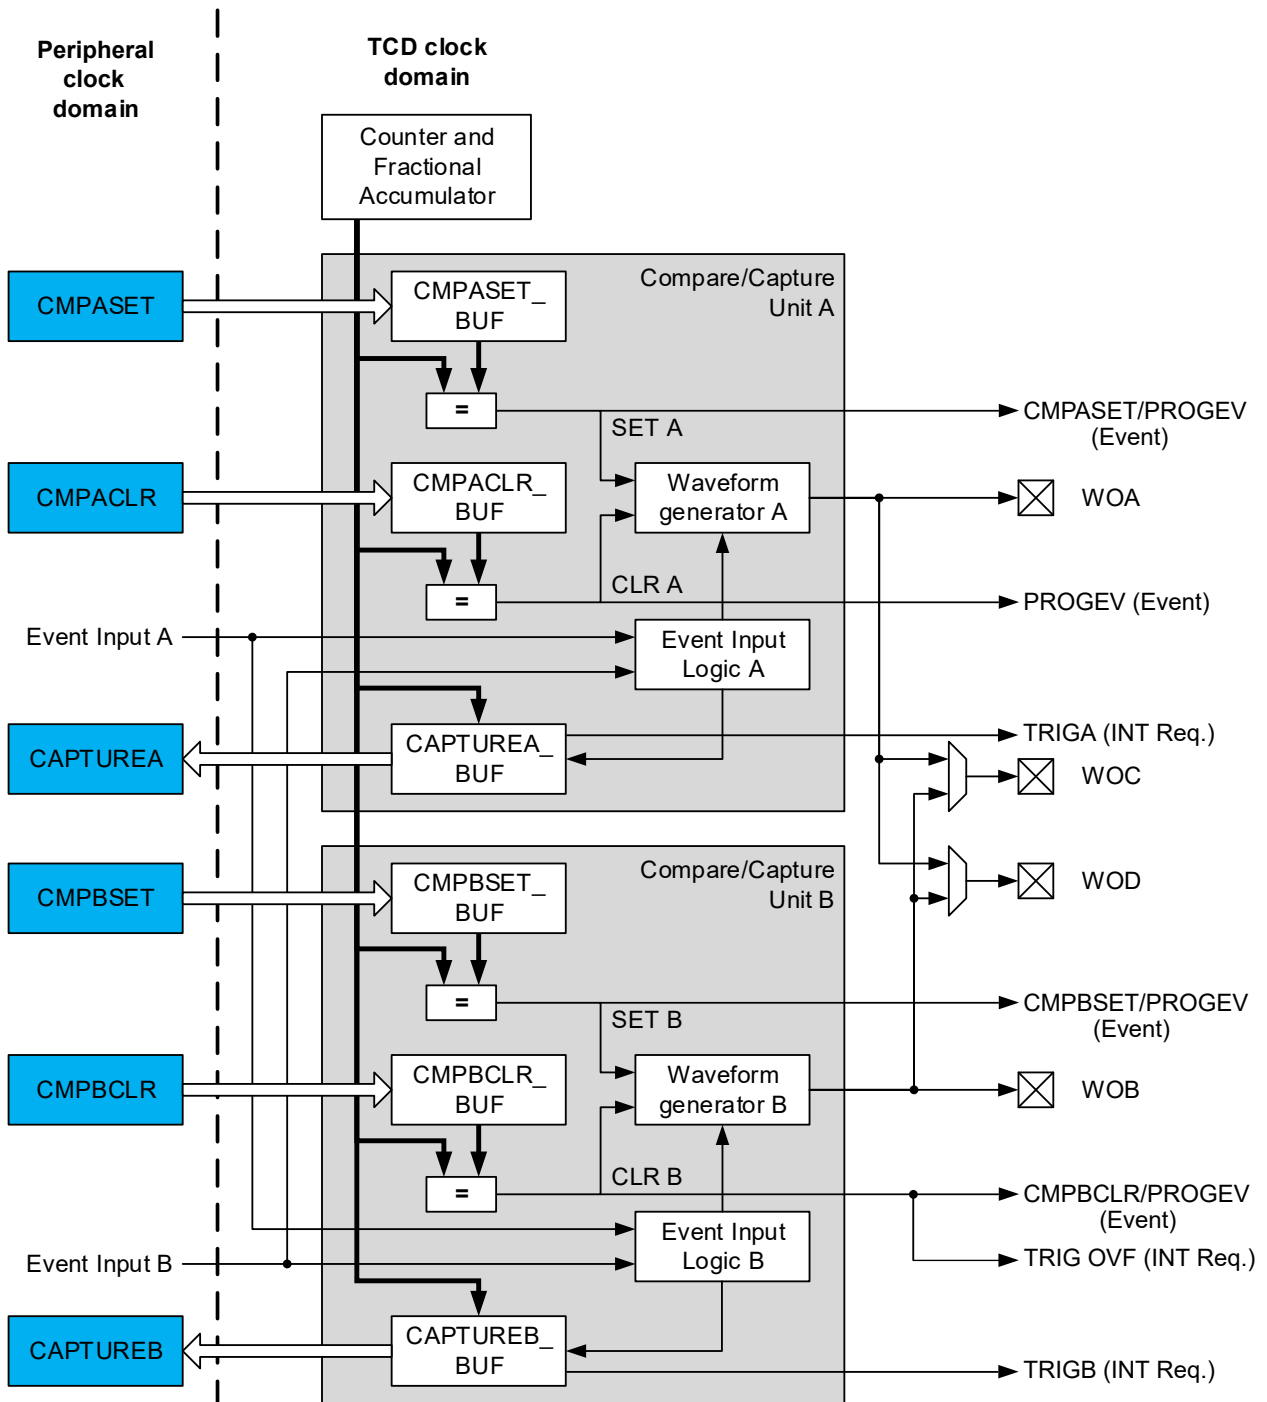 Peripheral
clock
domain
TCD clock
domain
Counter and
Fractional
Accumulator
Compare/Capture
Unit A
CMPASET
CMPASET_
BUF
=
SET A
CMPASET/PROGEV
(Event)
CMPACLR
CMPACLR_
BUF
Waveform
generator A
WOA
=
CLR A
PROGEV (Event)
Event Input A
Event Input
Logic A
CAPTUREA
CAPTUREA_
BUF
TRIGA (INT Req.)
WOC
Compare/Capture
Unit B
CMPBSET
CMPBSET_
BUF
WOD
=
SET B
CMPBSET/PROGEV
(Event)
CMPBCLR
CMPBCLR_
BUF
Waveform
generator B
WOB
=
CLR B
CMPBCLR/PROGEV
(Event)
Event Input B
Event Input
Logic B
TRIG OVF (INT Req.)
CAPTUREB
CAPTUREB_
BUF
TRIGB (INT Req.)